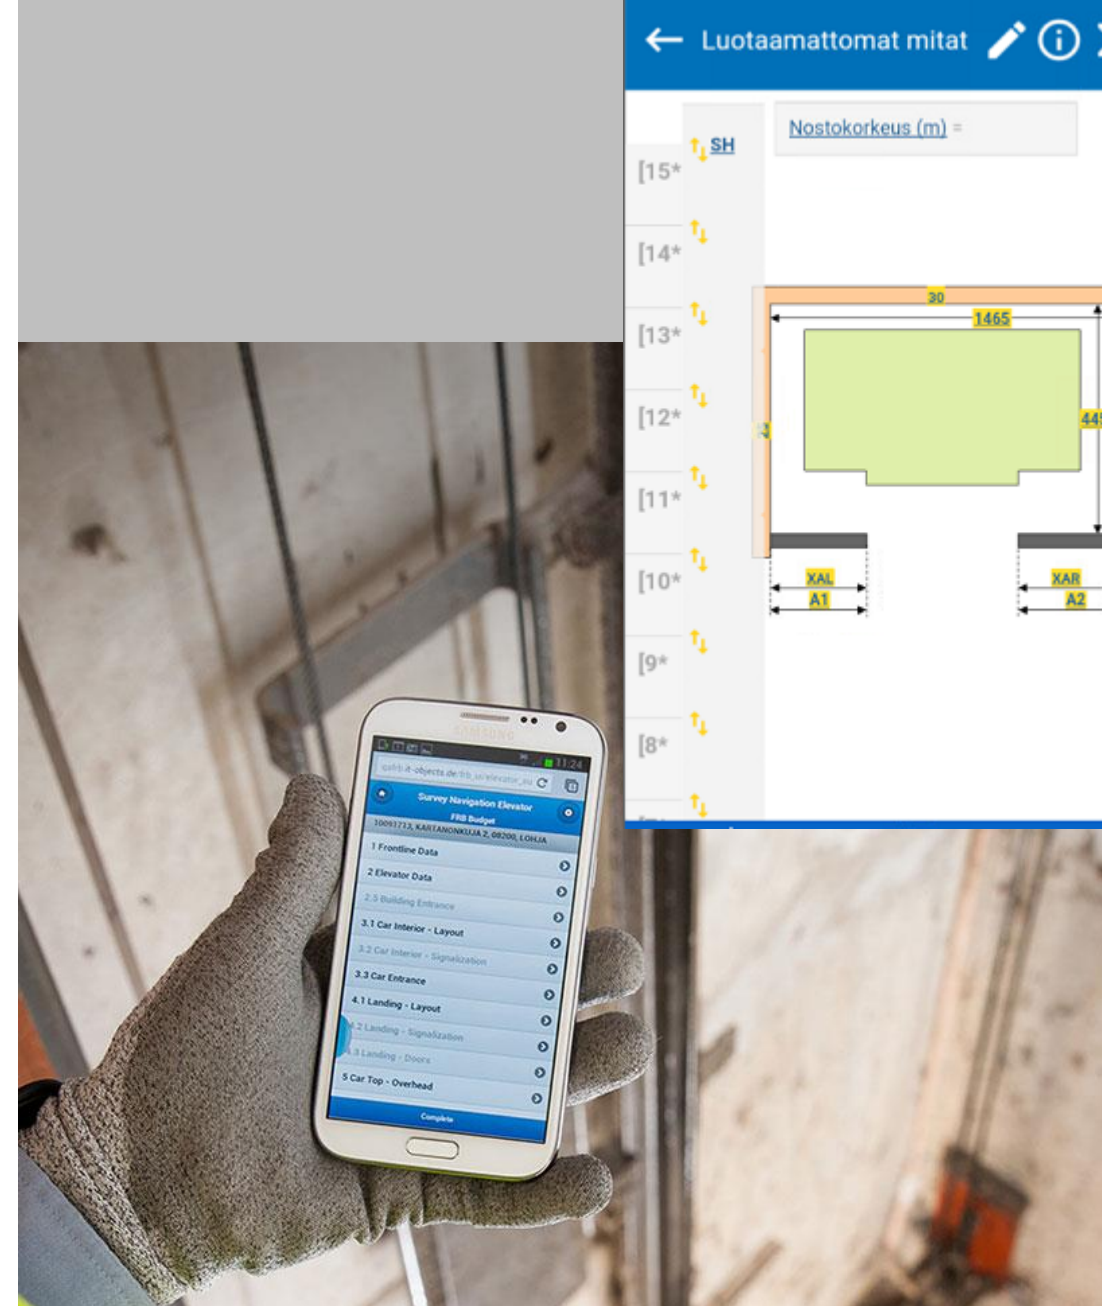 Luotaamattomat mitat
Nostokorkeus (m) =
SH
[15*
[14*
[13*
[12*
[11*
[10*
[9*
[8*
30
1465
445
XAL
XAR
A1
A2
SAMSUNG
11:24
Survey Navigation Elevator
FRB Budget
10093713, KARTANONKUJA 2, 08200, LOHJA
1 Frontline Data
2 Elevator Data
2.5 Building Entrance
3.1 Car Interior - Layout
3.2 Car Interior - Signalization
3.3 Car Entrance
4.1 Landing - Layout
4.2 Landing - Signalization
4.3 Landing - Doors
5 Car Top - Overhead
Complete